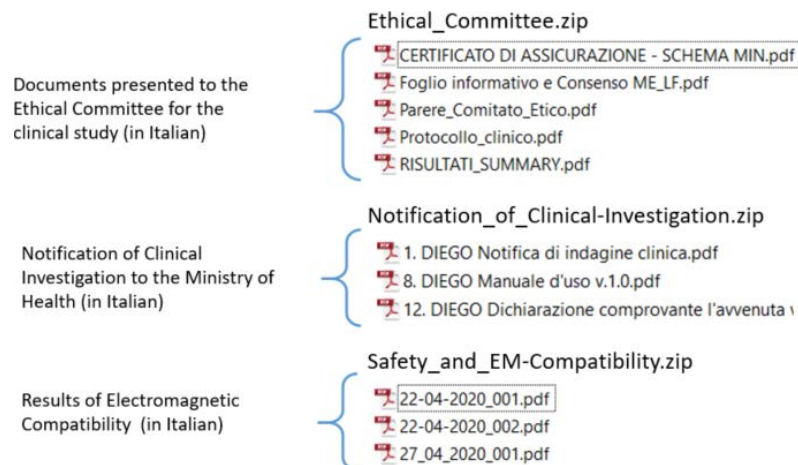 Ethical_Committee.zip
Documents presented to the
Ethical Committee for the
clinical study (in Italian)
CERTIFICATO DI ASSICURAZIONE - SCHEMA MIN.pdf
Foglio informativo e Consenso ME_LF.pdf
Parere_Comitato_Etico.pdf
Protocollo_clinico.pdf
RISULTATI_SUMMARY.pdf
Notification_of_Clinical-Investigation.zip
Notification of Clinical
Investigation to the Ministry of
Health (in Italian)
1. DIEGO Notifica di indagine clinica.pdf
8. DIEGO Manuale d'uso v.1.0.pdf
12. DIEGO Dichiarazione comprovante l'avvenuta
Safety_and_EM-Compatibility.zip
Results of Electromagnetic
Compatibility (in Italian)
22-04-2020_001.pdf
22-04-2020_002.pdf
27_04_2020_001.pdf